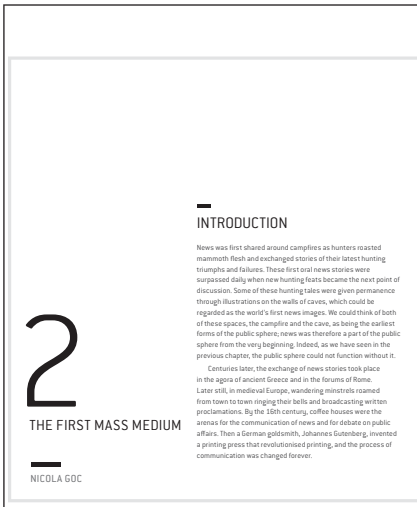 INTRODUCTION
News was first shared around campfires as hunters roasted
mammoth flesh and exchanged stories of their latest hunting
triumphs and failures. These first oral news stories were
surpassed daily when new hunting feats became the next point of
discussion. Some of these hunting tales were given permanence
through illustrations on the walls of caves, which could be
regarded as the world's first news images. We could think of both
of these spaces, the campfire and the cave, as being the earliest
forms of the public sphere; news was therefore a part of the public
sphere from the very beginning. Indeed, as we have seen in the
previous chapter, the public sphere could not function without it.
Centuries later, the exchange of news stories took place
in the agora of ancient Greece and in the forums of Rome.
Later still, in medieval Europe, wandering minstrels roamed
from town to town ringing their bells and broadcasting written
proclamations. By the 16th century, coffee houses were the
arenas for the communication of news and for debate on public
affairs. Then a German goldsmith, Johannes Gutenberg, invented
a printing press that revolutionised printing, and the process of
communication was changed forever.
2
THE FIRST MASS MEDIUM
NICOLA GOC